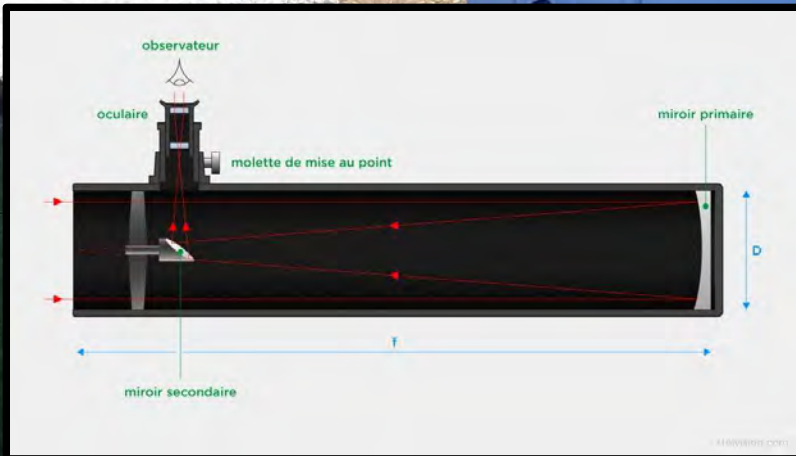 observateur
oculaire
miroir primaire
molette de mise au point
D
f
miroir secondaire